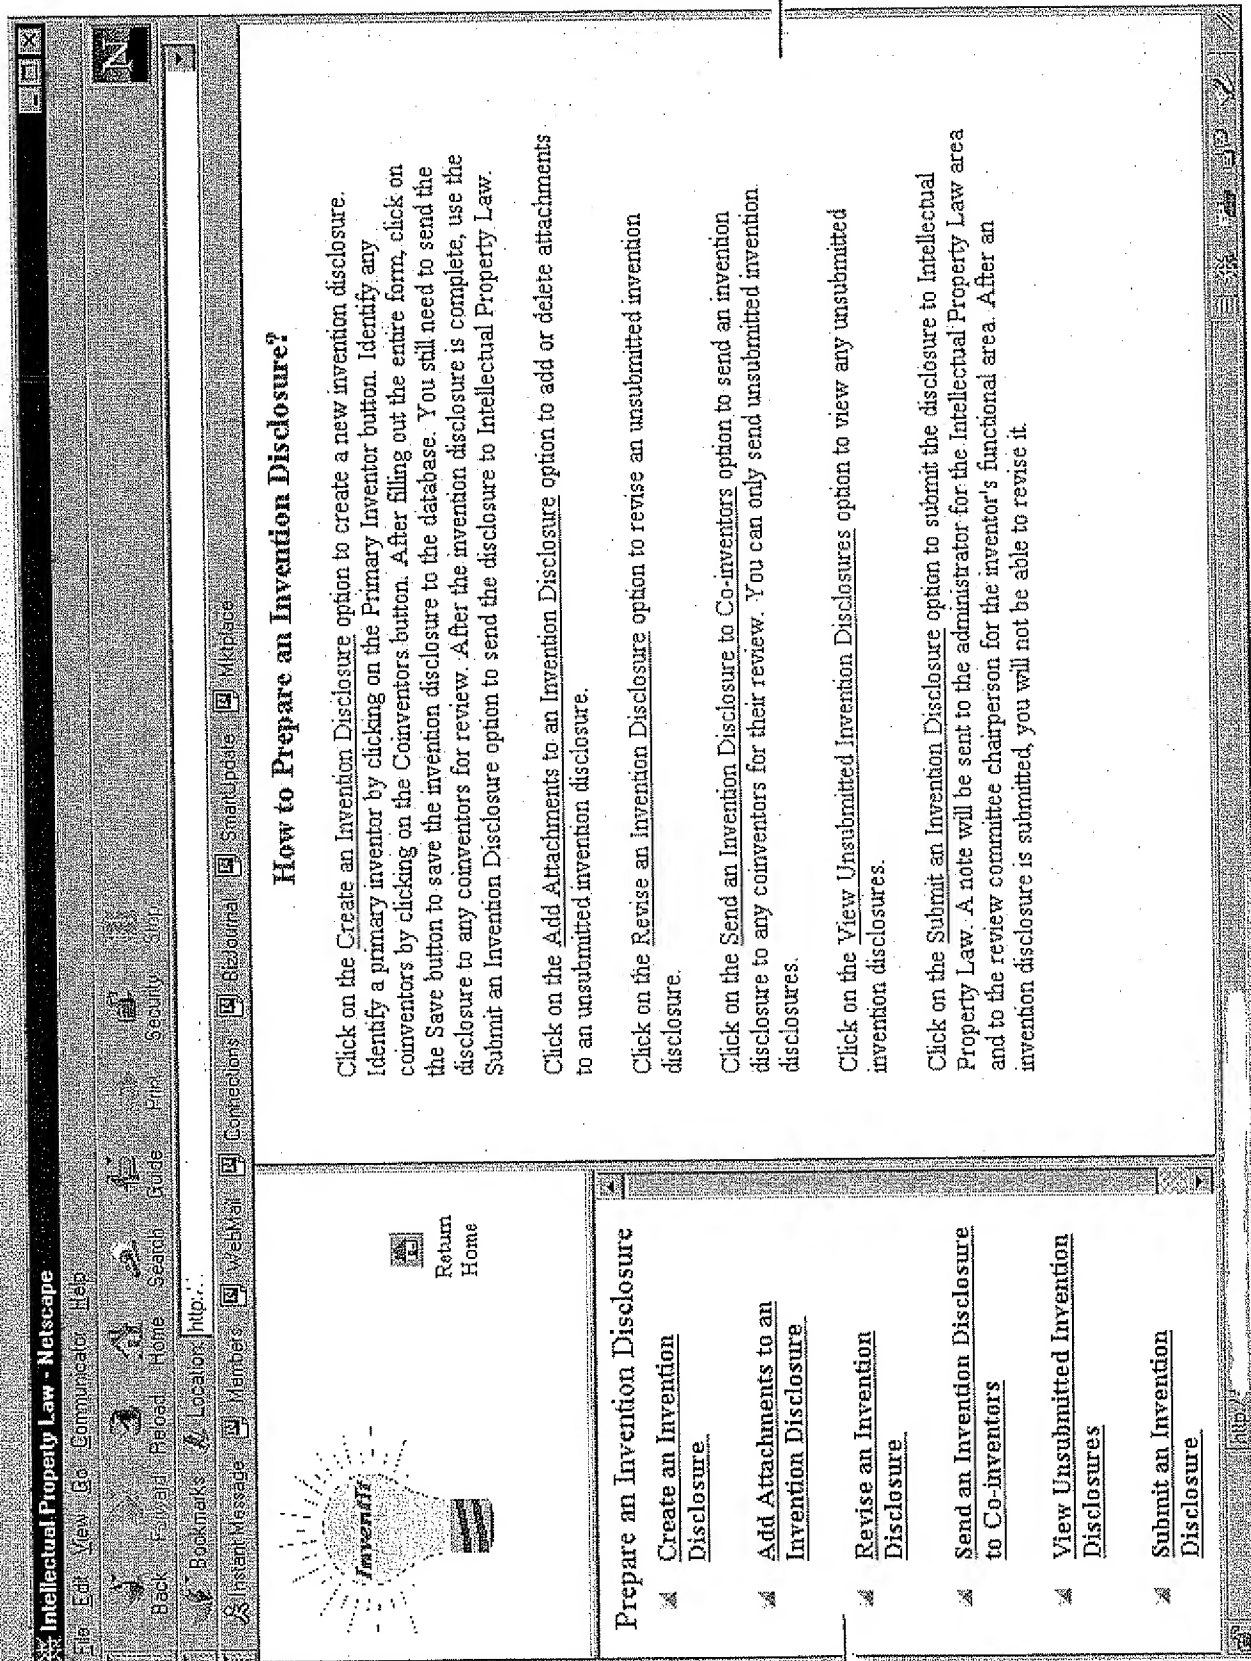 Intellectual Property Law - Netscape
File Edit View Go Communicator Help
Back Forward Reload Home Search Guide Print Security Stop
Bookmarks Location: http://
Instant Message Members WebMail Connections BizJournal SmartUpdate Mktplace
InventIt
Return
Home
Prepare an Invention Disclosure
Create an Invention
Disclosure
Add Attachments to an
Invention Disclosure
Revise an Invention
Disclosure
Send an Invention Disclosure
to Co-inventors
View Unsubmitted Invention
Disclosures
Submit an Invention
Disclosure
How to Prepare an Invention Disclosure?
Click on the Create an Invention Disclosure option to create a new invention disclosure.
Identify a primary inventor by clicking on the Primary Inventor button. Identify any
coinventors by clicking on the Coinventors button. After filling out the entire form, click on
the Save button to save the invention disclosure to the database. You still need to send the
disclosure to any coinventors for review. After the invention disclosure is complete, use the
Submit an Invention Disclosure option to send the disclosure to Intellectual Property Law.
Click on the Add Attachments to an Invention Disclosure option to add or delete attachments
to an unsubmitted invention disclosure.
Click on the Revise an Invention Disclosure option to revise an unsubmitted invention
disclosure.
Click on the Send an Invention Disclosure to Co-inventors option to send an invention
disclosure to any coinventors for their review. You can only send unsubmitted invention
disclosures.
Click on the View Unsubmitted Invention Disclosures option to view any unsubmitted
invention disclosures.
Click on the Submit an Invention Disclosure option to submit the disclosure to Intellectual
Property Law. A note will be sent to the administrator for the Intellectual Property Law area
and to the review committee chairperson for the inventor's functional area. After an
invention disclosure is submitted, you will not be able to revise it.
http://